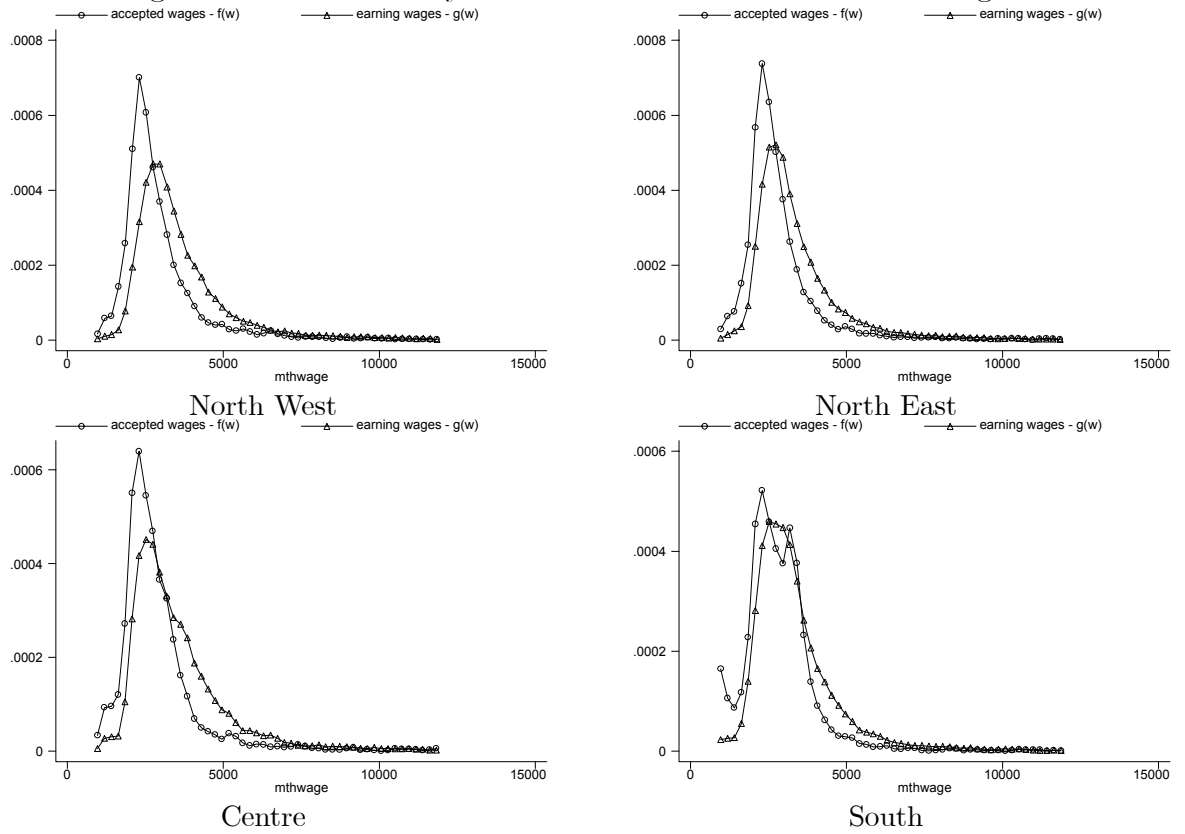 accepted wages - f(w) earning wages - g(w)
.0008
.0006
.0004
.0002
0
0 5000 10000 15000
mthwage
North West
accepted wages - f(w) earning wages - g(w)
.0008
.0006
.0004
.0002
0
0 5000 10000 15000
mthwage
North East
accepted wages - f(w) earning wages - g(w)
.0006
.0004
.0002
0
0 5000 10000 15000
mthwage
Centre
accepted wages - f(w) earning wages - g(w)
.0006
.0004
.0002
0
0 5000 10000 15000
mthwage
South